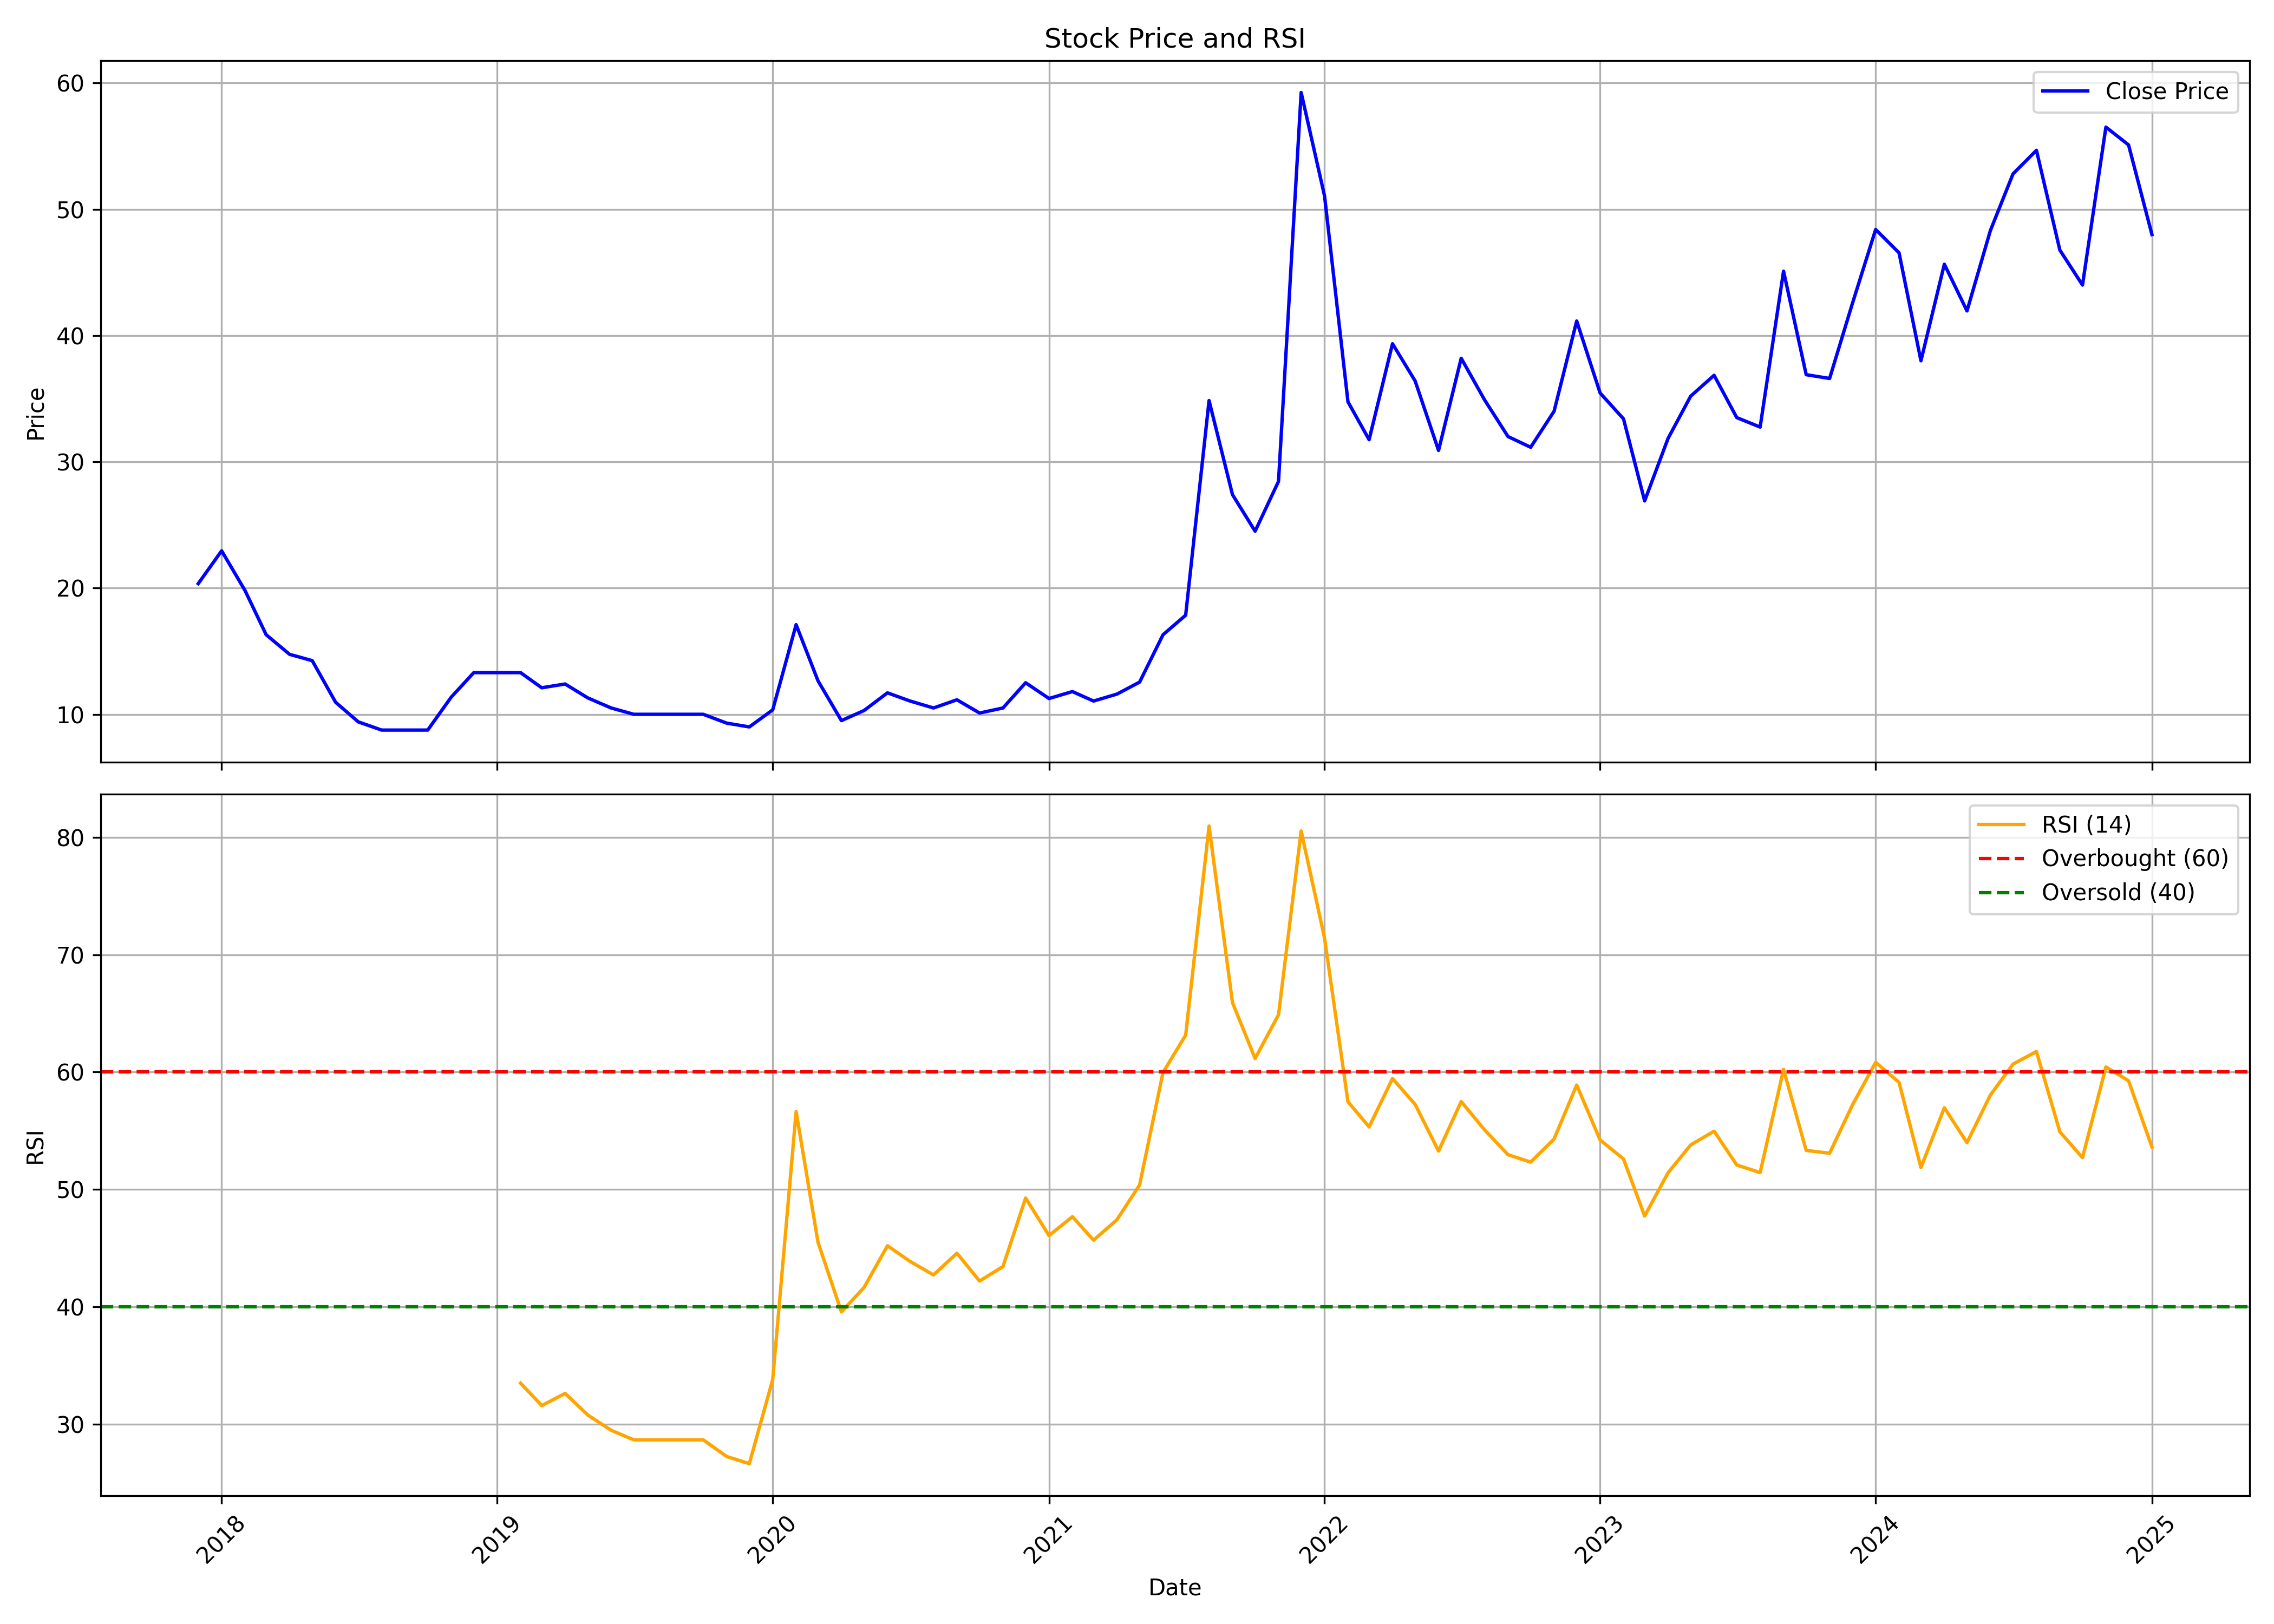 Stock Price and RSI
60
50
40
30
20
10
Price
Close Price
80
70
60
50
40
30
RSI
RSI (14)
Overbought (60)
Oversold (40)
2018
2019
2020
2021
2022
2023
2024
2025
Date